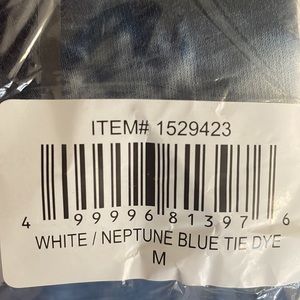 ITEM# 1529423
4 99996 81397 6
WHITE / NEPTUNE BLUE TIE DYE
M